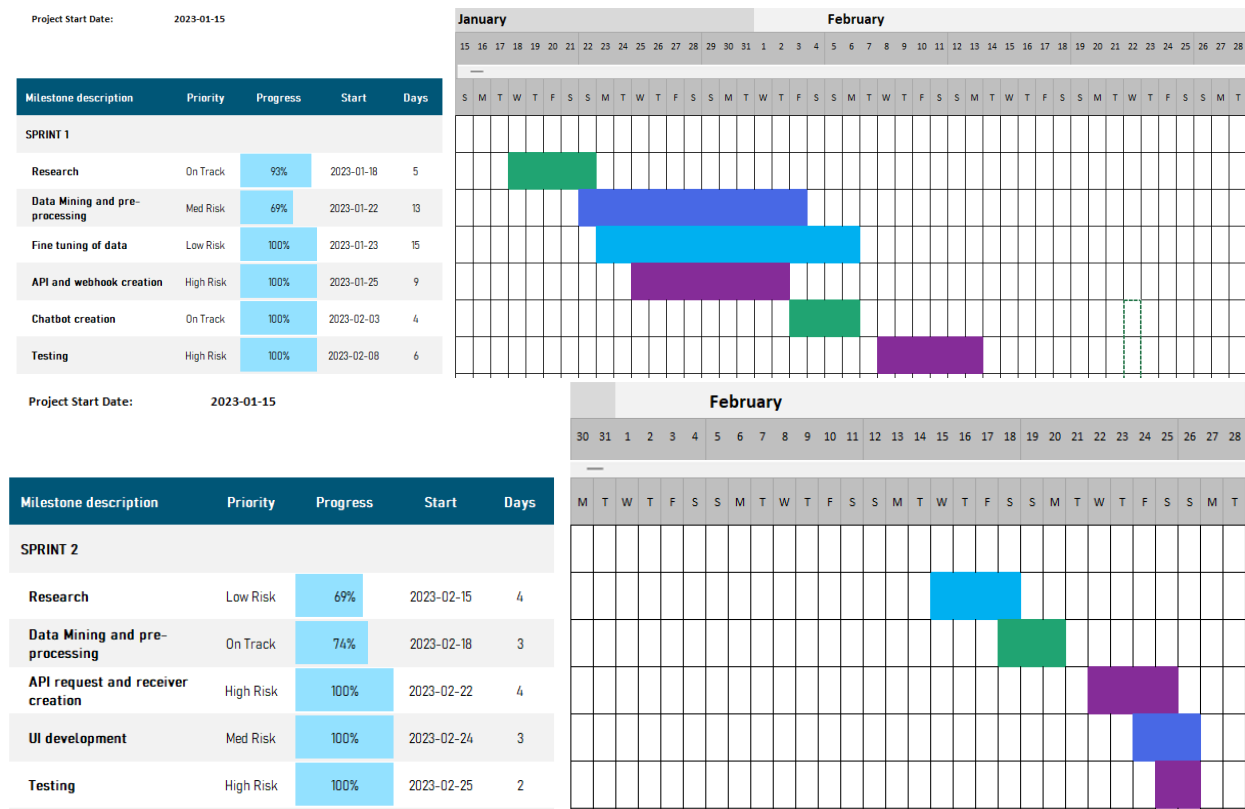 Project Start Date: 2023-01-15 January February
15 16 17 18 19 20 21 22 23 24 25 26 27 28 29 30 31 1 2 3 4 5 6 7 8 9 10 11 12 13 14 15 16 17 18 19 20 21 22 23 24 25 26 27 28
Milestone description Priority Progress Start Days S M T W T F S S M T W T F S S M T W T F S S M T W T F S S M T W T F S S M T W T F S S M T
SPRINT 1
Research On Track 93% 2023-01-18 5
Data Mining and pre-
processing Med Risk 69% 2023-01-22 13
Fine tuning of data Low Risk 100% 2023-01-23 15
API and webhook creation High Risk 100% 2023-01-25 9
Chatbot creation On Track 100% 2023-02-03 4
Testing High Risk 100% 2023-02-08 6
Project Start Date: 2023-01-15 February
30 31 1 2 3 4 5 6 7 8 9 10 11 12 13 14 15 16 17 18 19 20 21 22 23 24 25 26 27 28
Milestone description Priority Progress Start Days M T W T F S S M T W T F S S M T W T F S S M T W T F S S M T
SPRINT 2
Research Low Risk 69% 2023-02-15 4
Data Mining and pre-
processing On Track 74% 2023-02-18 3
API request and receiver
creation High Risk 100% 2023-02-22 4
UI development Med Risk 100% 2023-02-24 3
Testing High Risk 100% 2023-02-25 2